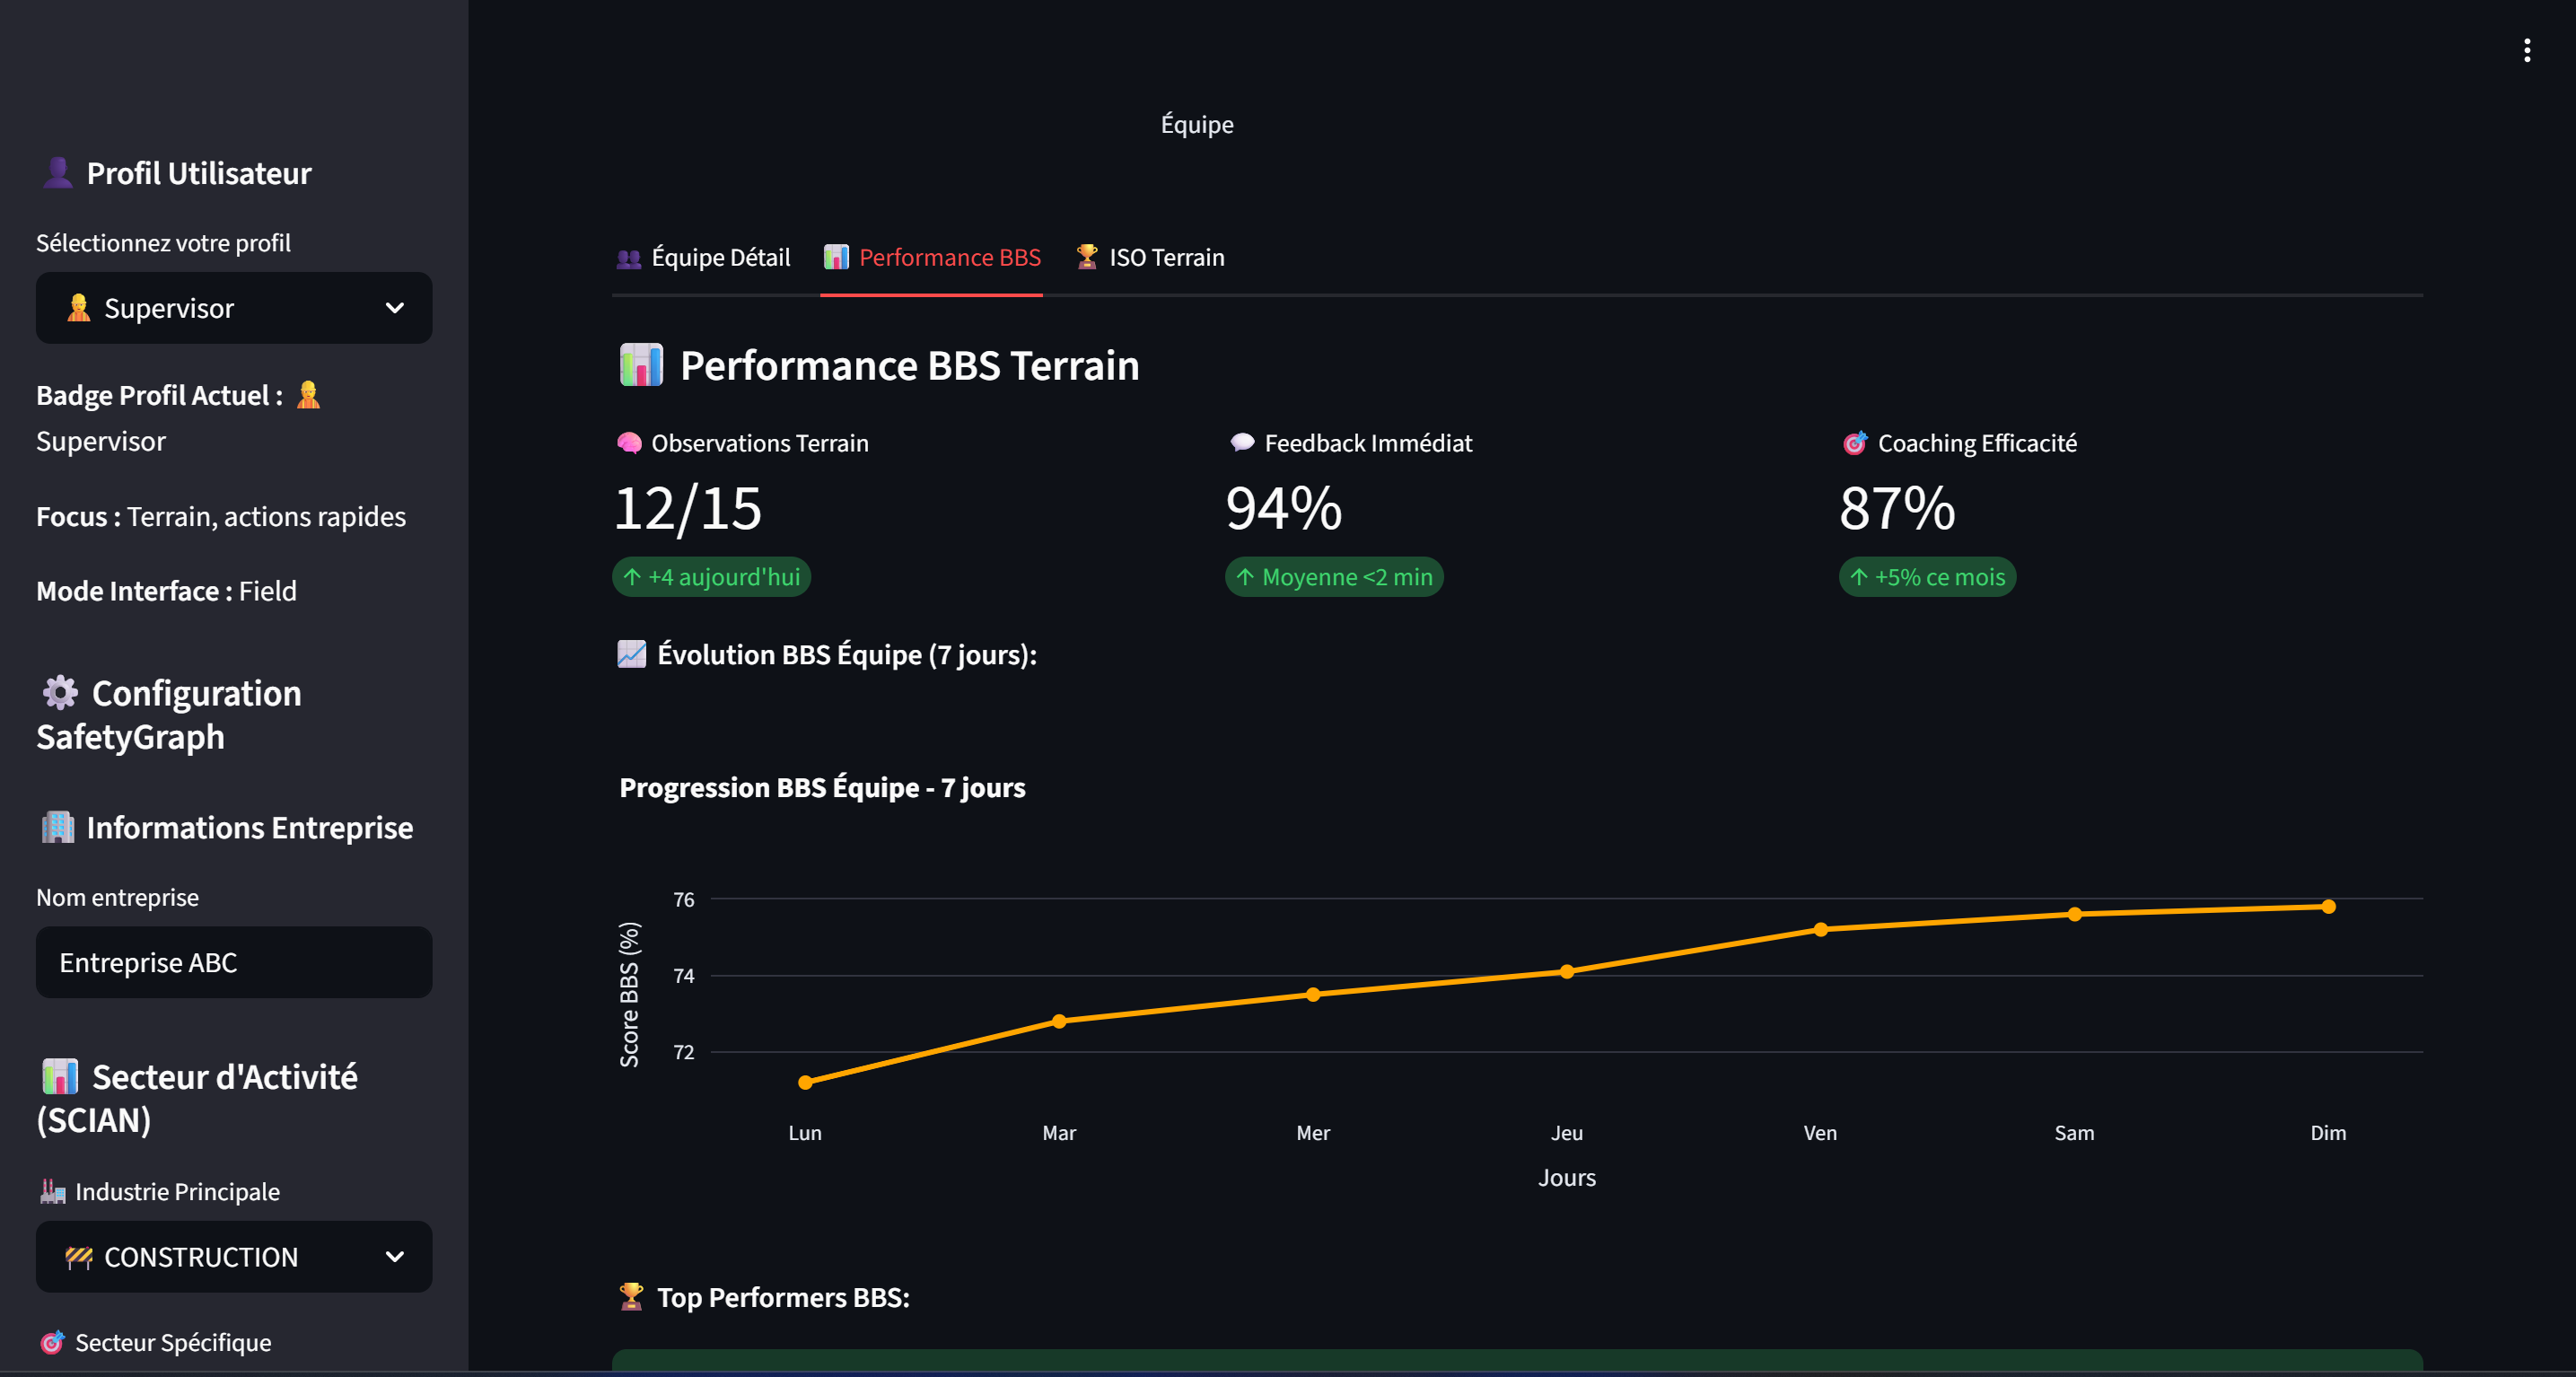 Profil Utilisateur
Sélectionnez votre profil
Supervisor
Badge Profil Actuel :
Supervisor
Focus : Terrain, actions rapides
Mode Interface : Field
Configuration
SafetyGraph
Informations Entreprise
Nom entreprise
Entreprise ABC
Secteur d'Activité
(SCIAN)
Industrie Principale
CONSTRUCTION
Secteur Spécifique
Équipe
Équipe Détail
Performance BBS
ISO Terrain
Performance BBS Terrain
Observations Terrain
12/15
↑ +4 aujourd'hui
Feedback Immédiat
94%
↑ Moyenne <2 min
Coaching Efficacité
87%
↑ +5% ce mois
Évolution BBS Équipe (7 jours):
Progression BBS Équipe - 7 jours
Score BBS (%)
76
74
72
Lun
Mar
Mer
Jeu
Ven
Sam
Dim
Jours
Top Performers BBS: